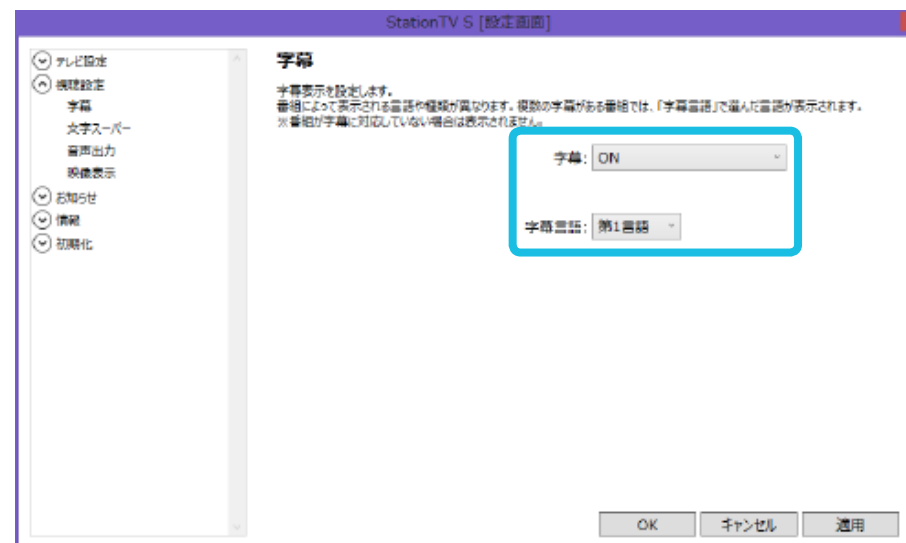 StationTV S [設定画面]
テレビ設定
視聴設定
字幕
文字スーパー
音声出力
映像表示
お知らせ
情報
初期化
字幕
字幕表示を設定します。
番組によって表示される言語や種類が異なります。複数の字幕がある番組では、「字幕言語」で選んだ言語が表示されます。
※番組が字幕に対応していない場合は表示されません。
字幕: ON
字幕言語: 第1言語
OK キャンセル 適用